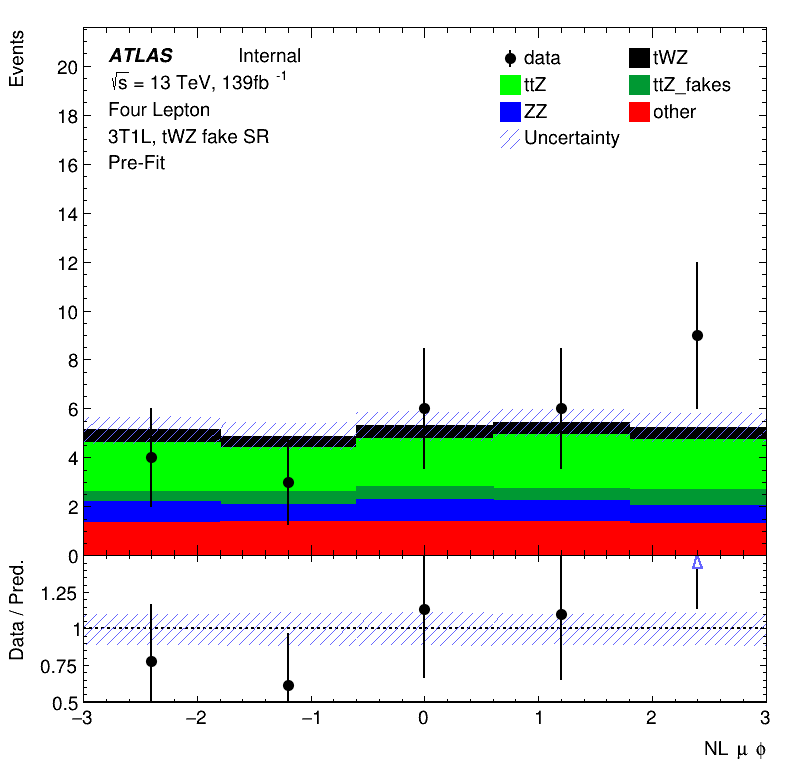 Events
ATLAS Internal
√s = 13 TeV, 139fb -1
Four Lepton
3T1L, tWZ fake SR
Pre-Fit
data
tWZ
ttZ
ttZ_fakes
ZZ
other
Uncertainty
20
18
16
14
12
10
8
6
4
2
0
Data / Pred.
1.25
1
0.75
0.5
−3 −2 −1 0 1 2 3
NL μ ϕ